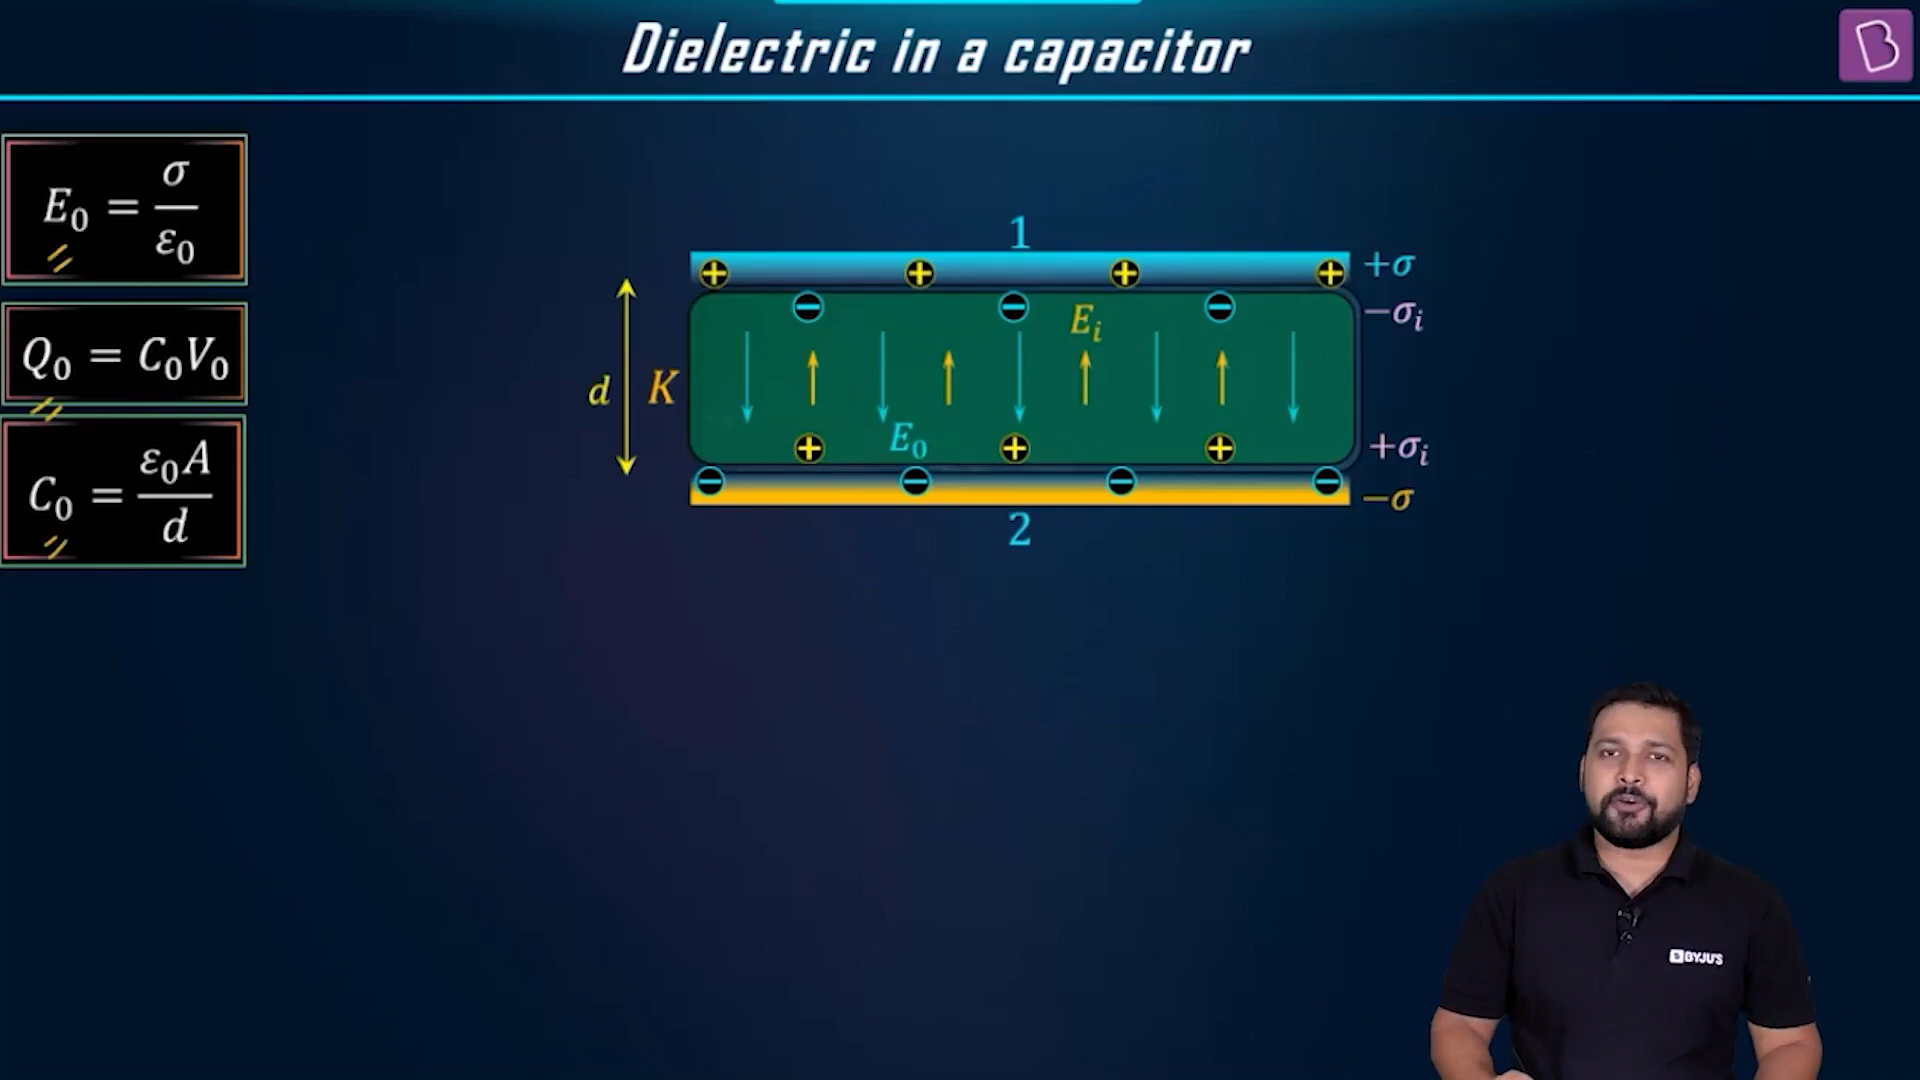 Dielectric in a capacitor
E₀ = σ/ε₀
Q₀ = C₀V₀
C₀ = ε₀A/d
1
+σ
−σᵢ
Eᵢ
d
K
E₀
+σᵢ
−σ
2
BYJU'S